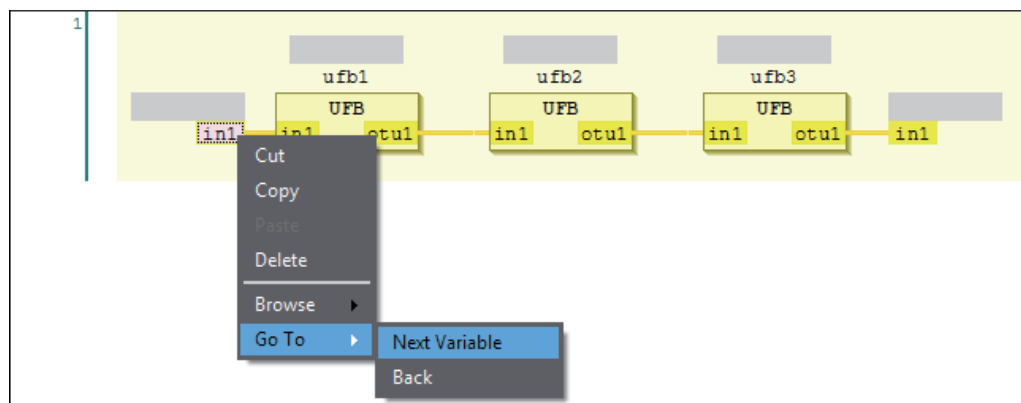 1
ufb1 ufb2 ufb3
UFB UFB UFB
in1 in1 otu1 in1 otu1 in1 otu1 in1
Cut
Copy
Paste
Delete
Browse
Go To
Next Variable
Back